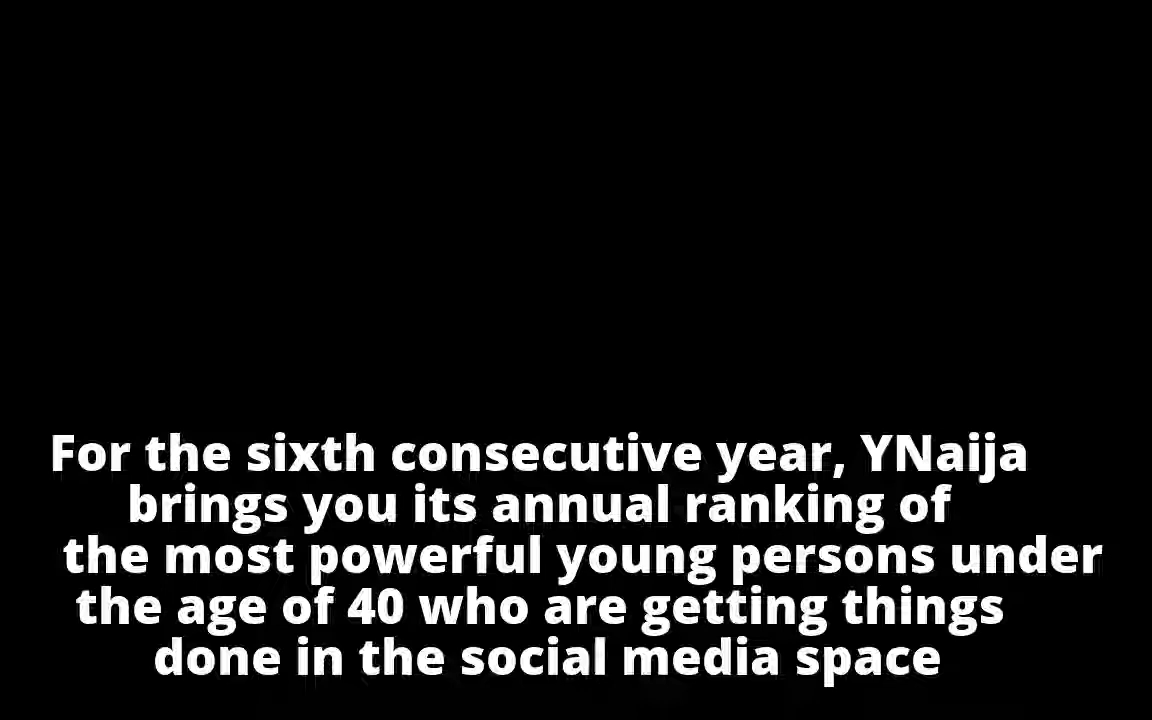 For the sixth consecutive year, YNaija
brings you its annual ranking of
the most powerful young persons under
the age of 40 who are getting things
done in the social media space